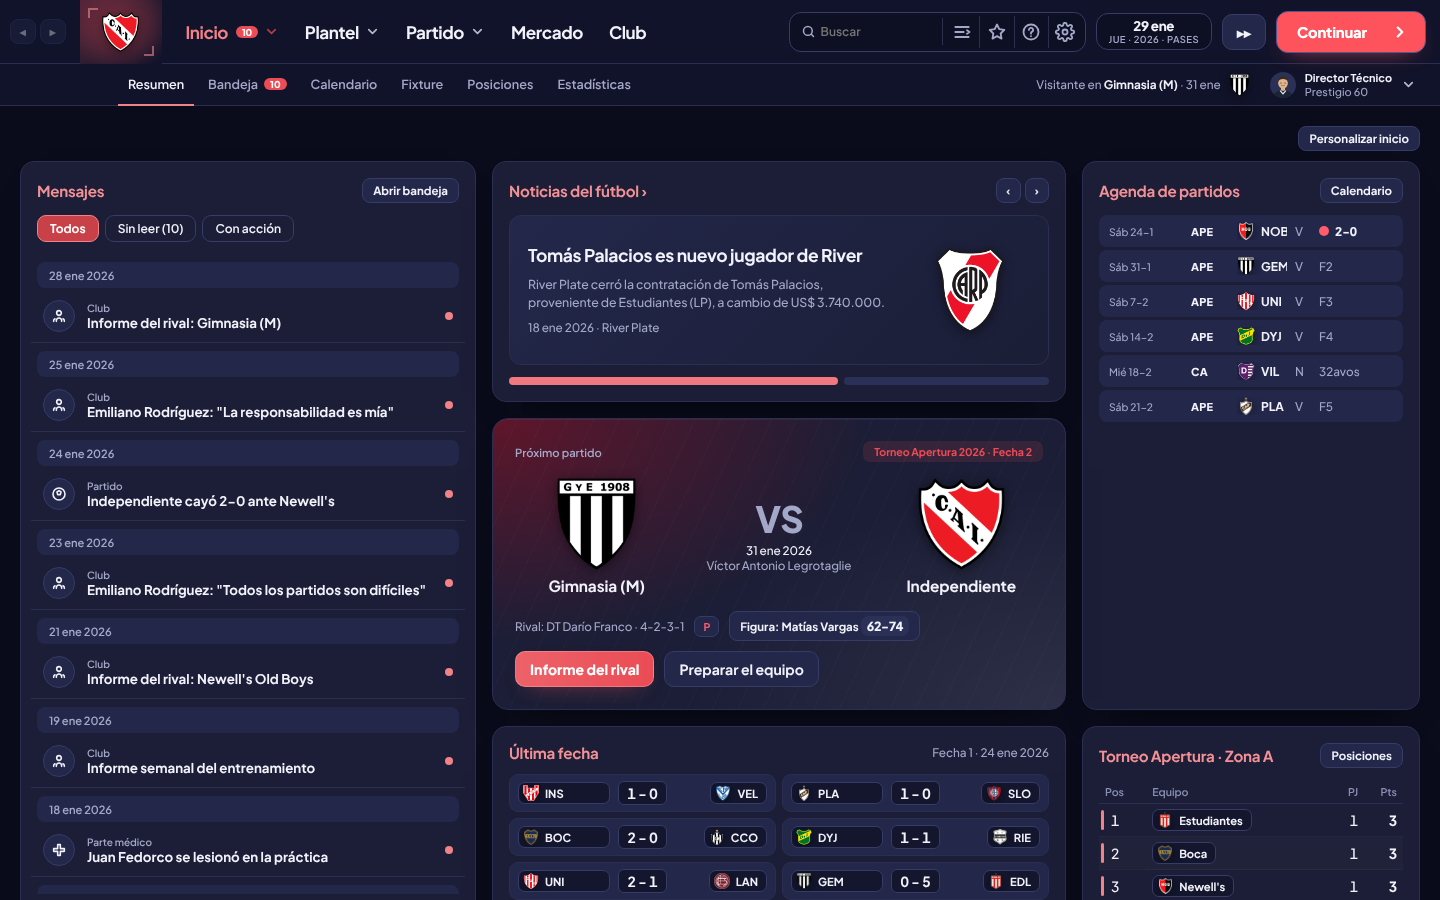 Inicio 10
Plantel
Partido
Mercado
Club
Buscar
29 ene
JUE · 2026 · PASES
Continuar
Resumen
Bandeja 10
Calendario
Fixture
Posiciones
Estadísticas
Visitante en Gimnasia (M) · 31 ene
Director Técnico
Prestigio 60
Personalizar inicio
Mensajes
Abrir bandeja
Todos
Sin leer (10)
Con acción
28 ene 2026
Club
Informe del rival: Gimnasia (M)
25 ene 2026
Club
Emiliano Rodríguez: "La responsabilidad es mía"
24 ene 2026
Partido
Independiente cayó 2-0 ante Newell's
23 ene 2026
Club
Emiliano Rodríguez: "Todos los partidos son difíciles"
21 ene 2026
Club
Informe del rival: Newell's Old Boys
19 ene 2026
Club
Informe semanal del entrenamiento
18 ene 2026
Parte médico
Juan Fedorco se lesionó en la práctica
Noticias del fútbol ›
Tomás Palacios es nuevo jugador de River
River Plate cerró la contratación de Tomás Palacios,
proveniente de Estudiantes (LP), a cambio de US$ 3.740.000.
18 ene 2026 · River Plate
CARP
Próximo partido
Torneo Apertura 2026 · Fecha 2
G Y E 1908
Gimnasia (M)
VS
31 ene 2026
Víctor Antonio Legrotaglie
C.A.I.
Independiente
Rival: DT Darío Franco · 4-2-3-1
P
Figura: Matías Vargas 62-74
Informe del rival
Preparar el equipo
Última fecha
Fecha 1 · 24 ene 2026
INS 1 - 0 VEL
PLA 1 - 0 SLO
BOC 2 - 0 CCO
DYJ 1 - 1 RIE
UNI 2 - 1 LAN
GEM 0 - 5 EDL
Agenda de partidos
Calendario
Sáb 24-1 APE NOB V 2-0
Sáb 31-1 APE GEM V F2
Sáb 7-2 APE UNI V F3
Sáb 14-2 APE DYJ V F4
Mié 18-2 CA VIL N 32avos
Sáb 21-2 APE PLA V F5
Torneo Apertura · Zona A
Posiciones
Pos Equipo PJ Pts
1 Estudiantes 1 3
2 Boca 1 3
3 Newell's 1 3